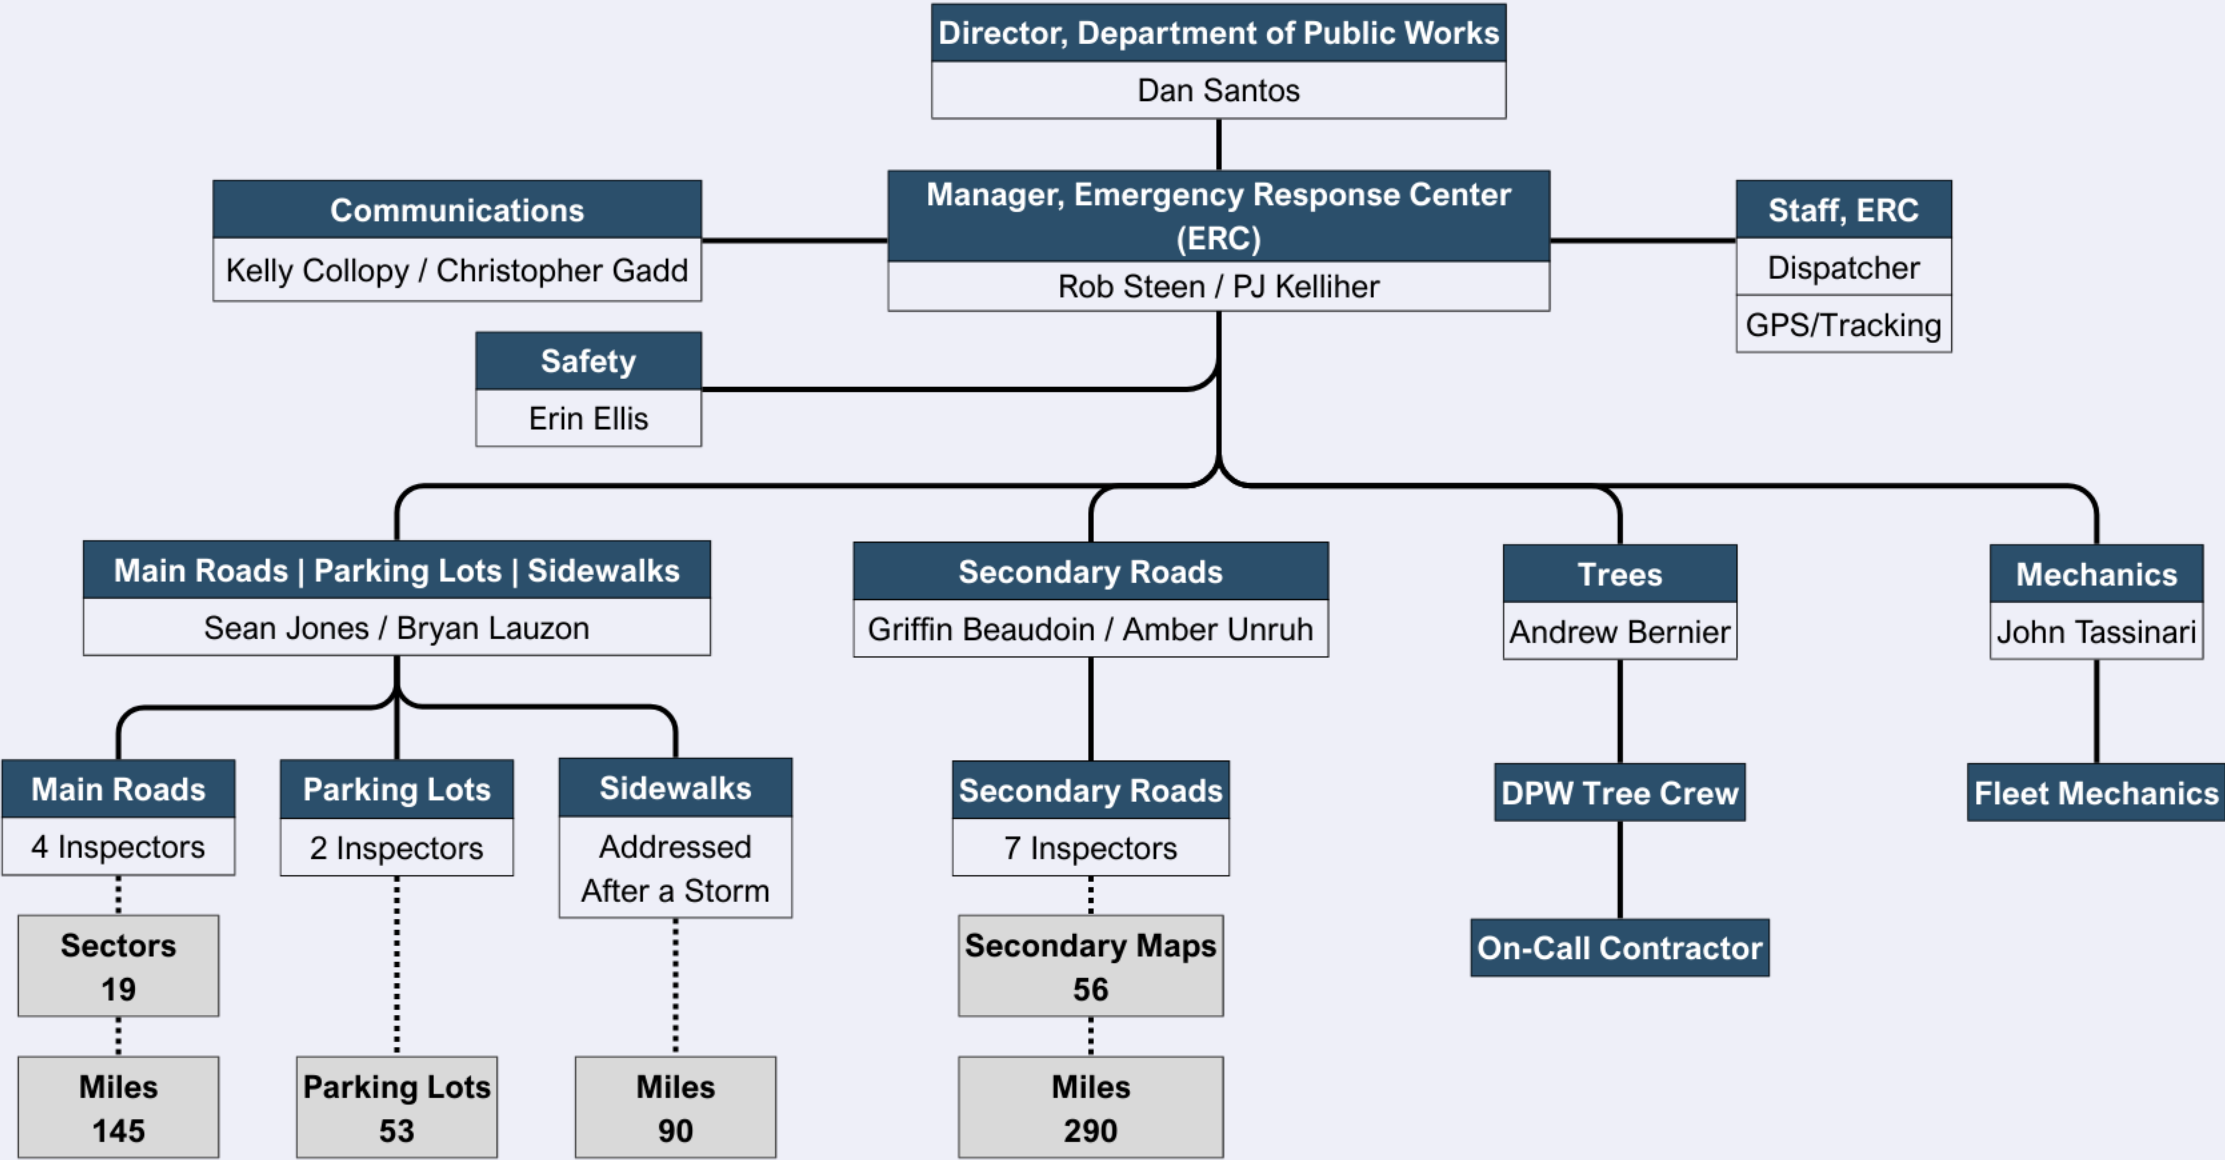 Director, Department of Public Works
Dan Santos
Communications
Kelly Collopy / Christopher Gadd
Manager, Emergency Response Center
(ERC)
Rob Steen / PJ Kelliher
Staff, ERC
Dispatcher
GPS/Tracking
Safety
Erin Ellis
Main Roads | Parking Lots | Sidewalks
Sean Jones / Bryan Lauzon
Secondary Roads
Griffin Beaudoin / Amber Unruh
Trees
Andrew Bernier
Mechanics
John Tassinari
Main Roads
4 Inspectors
Sectors
19
Miles
145
Parking Lots
2 Inspectors
Parking Lots
53
Sidewalks
Addressed
After a Storm
Miles
90
Secondary Roads
7 Inspectors
Secondary Maps
56
Miles
290
DPW Tree Crew
On-Call Contractor
Fleet Mechanics